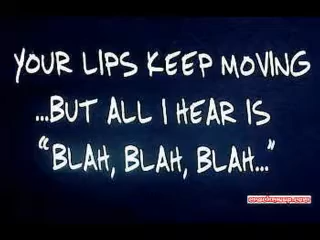 YOUR LIPS KEEP MOVING
...BUT ALL I HEAR IS
"BLAH, BLAH, BLAH..."